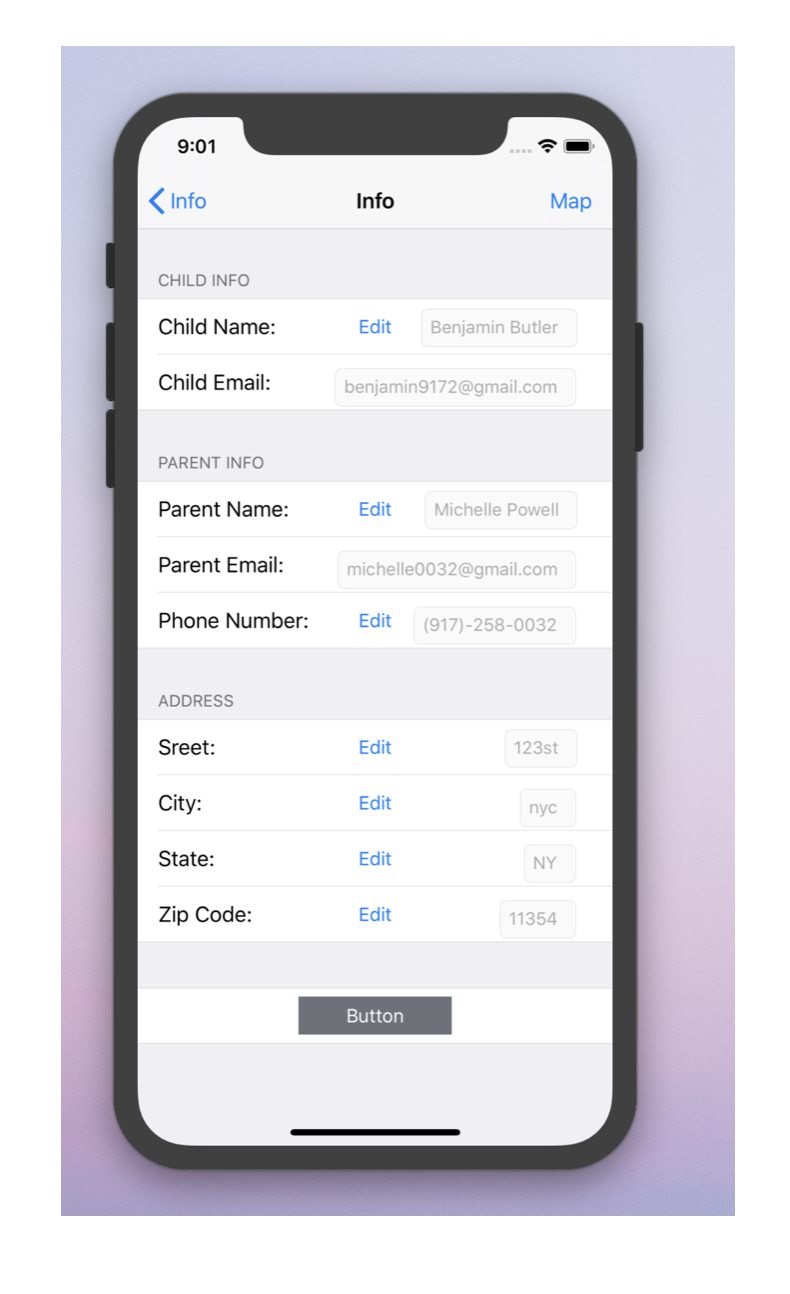 9:01
Info Info Map
CHILD INFO
Child Name: Edit Benjamin Butler
Child Email: benjamin9172@gmail.com
PARENT INFO
Parent Name: Edit Michelle Powell
Parent Email: michelle0032@gmail.com
Phone Number: Edit (917)-258-0032
ADDRESS
Sreet: Edit 123st
City: Edit nyc
State: Edit NY
Zip Code: Edit 11354
Button